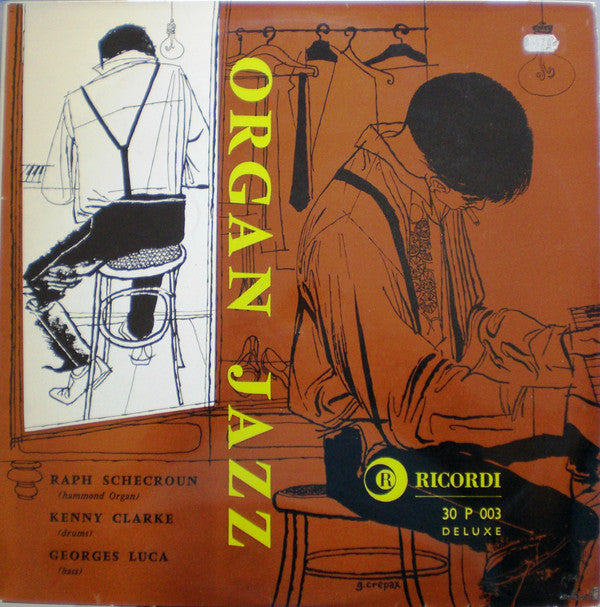 ORGAN JAZZ
RAPH SCHECROUN
(hammond Organ)
KENNY CLARKE
(drums)
GEORGES LUCA
(bass)
R RICORDI
30 P 003
DELUXE
g. crepax